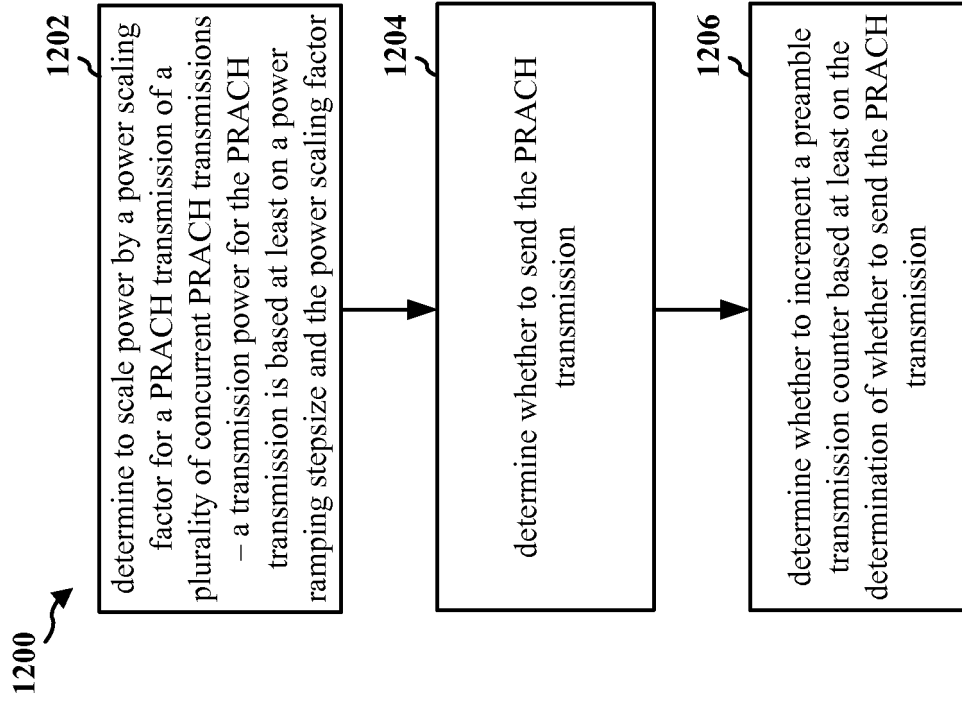 1200
1202
determine to scale power by a power scaling
factor for a PRACH transmission of a
plurality of concurrent PRACH transmissions
– a transmission power for the PRACH
transmission is based at least on a power
ramping stepsize and the power scaling factor
1204
determine whether to send the PRACH
transmission
1206
determine whether to increment a preamble
transmission counter based at least on the
determination of whether to send the PRACH
transmission